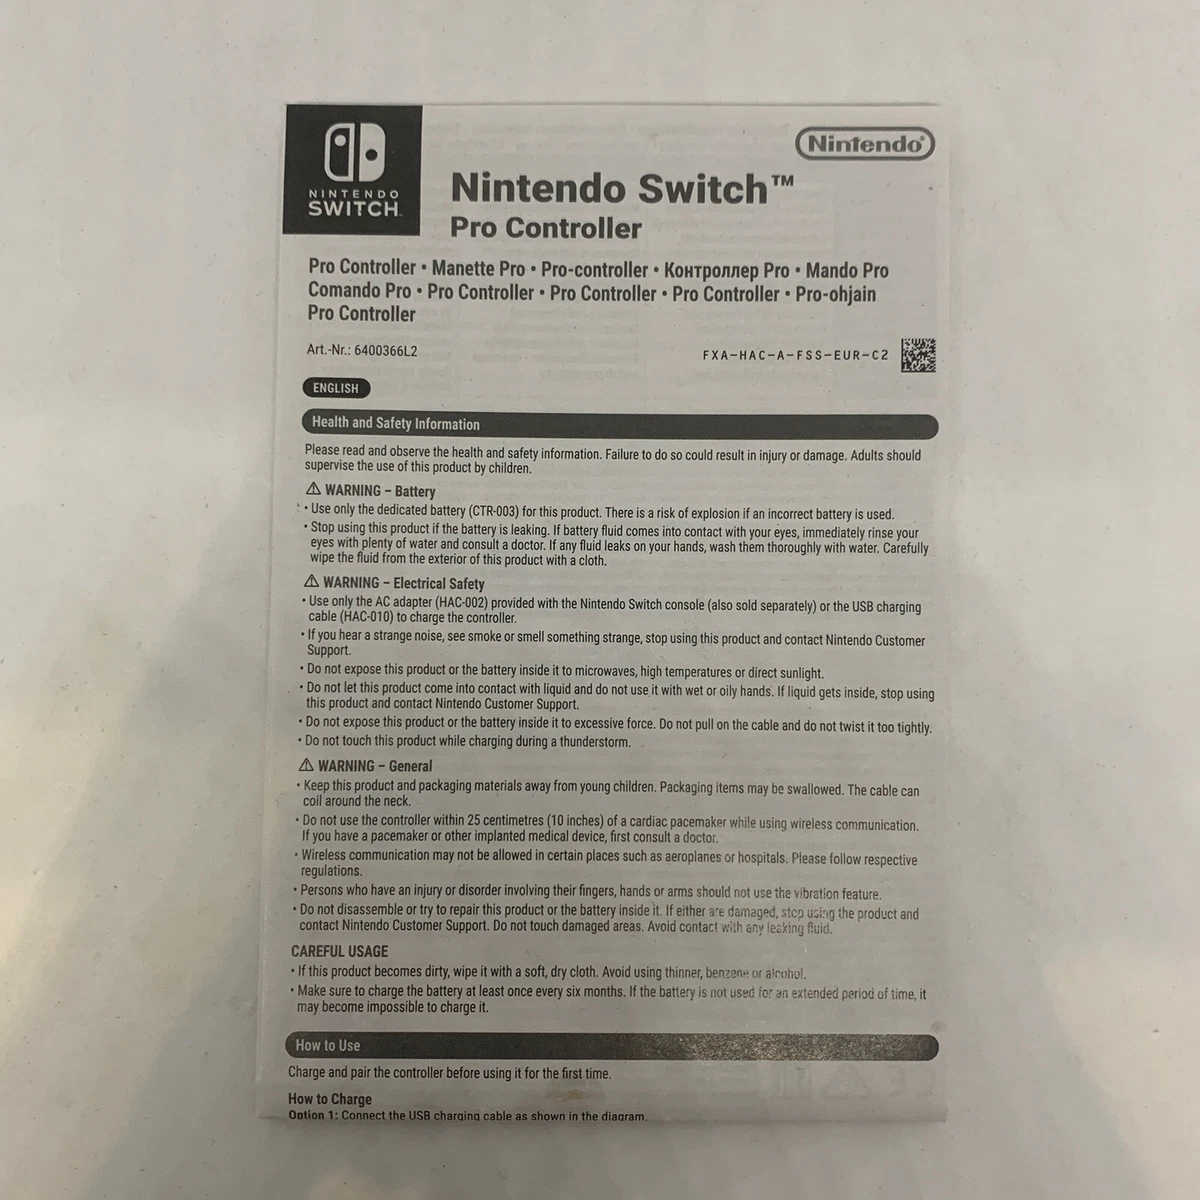 NINTENDO
SWITCH™
Nintendo®
Nintendo Switch™
Pro Controller
Pro Controller • Manette Pro • Pro-controller • Контроллер Pro • Mando Pro
Comando Pro • Pro Controller • Pro Controller • Pro Controller • Pro-ohjain
Pro Controller
Art.-Nr.: 6400366L2
FXA-HAC-A-FSS-EUR-C2
ENGLISH
Health and Safety Information
Please read and observe the health and safety information. Failure to do so could result in injury or damage. Adults should
supervise the use of this product by children.
⚠ WARNING – Battery
• Use only the dedicated battery (CTR-003) for this product. There is a risk of explosion if an incorrect battery is used.
• Stop using this product if the battery is leaking. If battery fluid comes into contact with your eyes, immediately rinse your
eyes with plenty of water and consult a doctor. If any fluid leaks on your hands, wash them thoroughly with water. Carefully
wipe the fluid from the exterior of this product with a cloth.
⚠ WARNING – Electrical Safety
• Use only the AC adapter (HAC-002) provided with the Nintendo Switch console (also sold separately) or the USB charging
cable (HAC-010) to charge the controller.
• If you hear a strange noise, see smoke or smell something strange, stop using this product and contact Nintendo Customer
Support.
• Do not expose this product or the battery inside it to microwaves, high temperatures or direct sunlight.
• Do not let this product come into contact with liquid and do not use it with wet or oily hands. If liquid gets inside, stop using
this product and contact Nintendo Customer Support.
• Do not expose this product or the battery inside it to excessive force. Do not pull on the cable and do not twist it too tightly.
• Do not touch this product while charging during a thunderstorm.
⚠ WARNING – General
• Keep this product and packaging materials away from young children. Packaging items may be swallowed. The cable can
coil around the neck.
• Do not use the controller within 25 centimetres (10 inches) of a cardiac pacemaker while using wireless communication.
If you have a pacemaker or other implanted medical device, first consult a doctor.
• Wireless communication may not be allowed in certain places such as aeroplanes or hospitals. Please follow respective
regulations.
• Persons who have an injury or disorder involving their fingers, hands or arms should not use the vibration feature.
• Do not disassemble or try to repair this product or the battery inside it. If either are damaged, stop using the product and
contact Nintendo Customer Support. Do not touch damaged areas. Avoid contact with any leaking fluid.
CAREFUL USAGE
• If this product becomes dirty, wipe it with a soft, dry cloth. Avoid using thinner, benzene or alcohol.
• Make sure to charge the battery at least once every six months. If the battery is not used for an extended period of time, it
may become impossible to charge it.
How to Use
Charge and pair the controller before using it for the first time.
How to Charge
Option 1: Connect the USB charging cable as shown in the diagram.